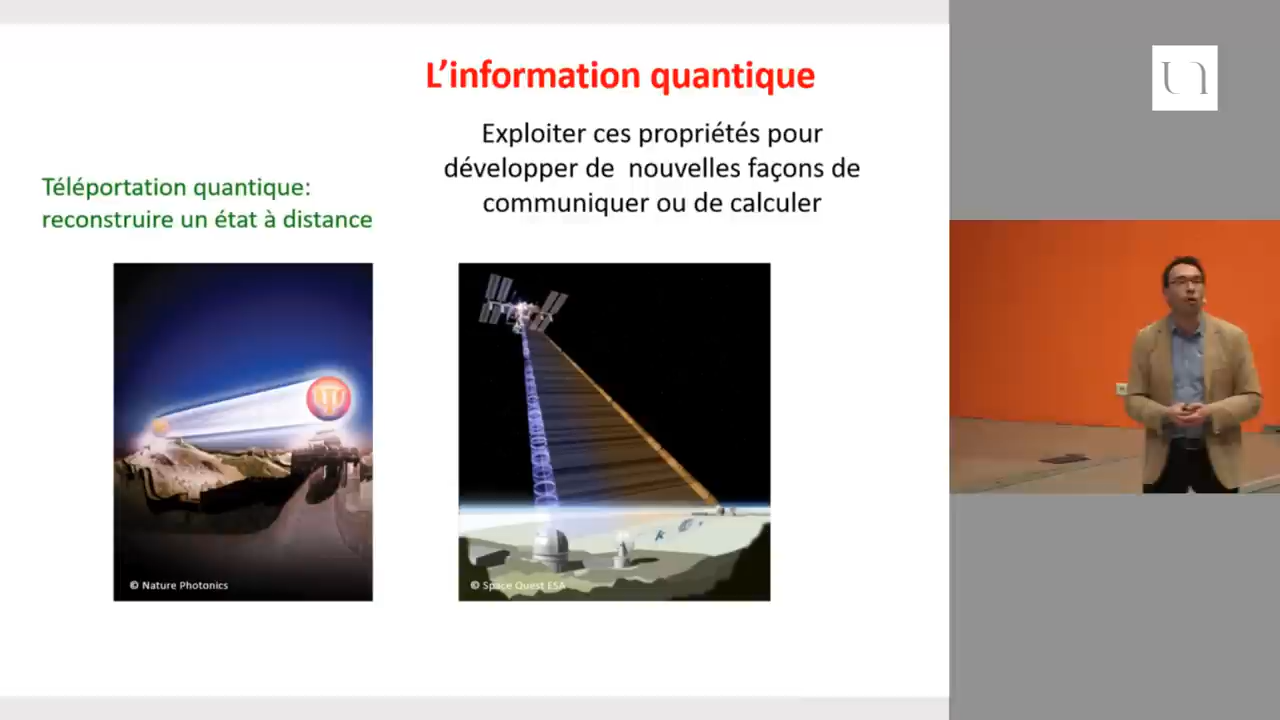 L'information quantique
Exploiter ces propriétés pour
développer de nouvelles façons de
communiquer ou de calculer
Téléportation quantique:
reconstruire un état à distance
Ψ
© Nature Photonics
© Space Quest ESA